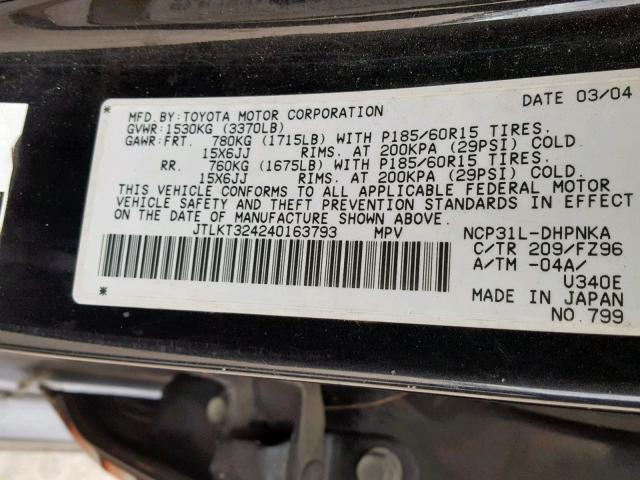 DATE 03/04
MFD.BY:TOYOTA MOTOR CORPORATION
GVWR:1530KG (3370LB)
GAWR:FRT. 780KG (1715LB) WITH P185/60R15 TIRES.
15X6JJ RIMS. AT 200KPA (29PSI) COLD
RR. 760KG (1675LB) WITH P185/60R15 TIRES.
15X6JJ RIMS. AT 200KPA (29PSI) COLD.
THIS VEHICLE CONFORMS TO ALL APPLICABLE FEDERAL MOTOR
VEHICLE SAFETY AND THEFT PREVENTION STANDARDS IN EFFECT
ON THE DATE OF MANUFACTURE SHOWN ABOVE.
JTLKT324240163793 MPV NCP31L-DHPNKA
C/TR 209/FZ96
A/TM -04A/
U340E
MADE IN JAPAN
NO.799